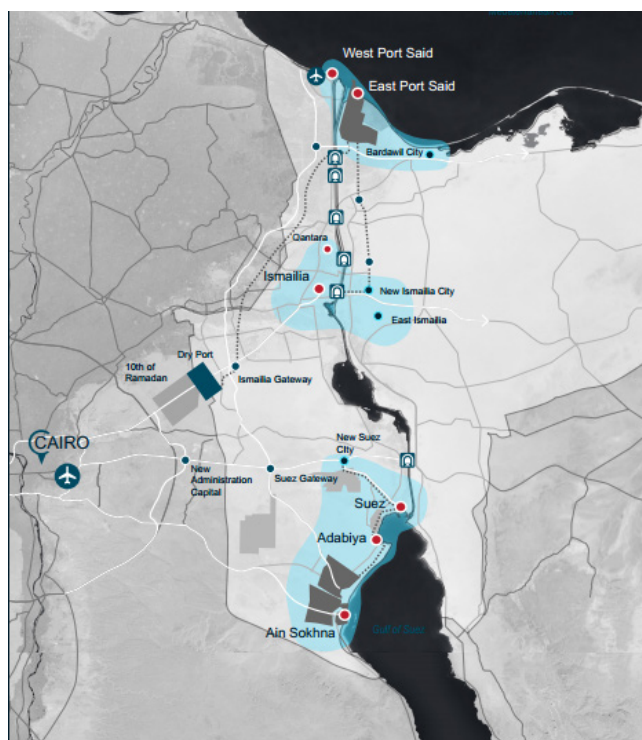 West Port Said
East Port Said
Bardawil City
Qantara
Ismailia
New Ismailia City
East Ismailia
Dry Port
10th of
Ramadan
Ismailia Gateway
CAIRO
New Suez
City
New
Administration
Capital
Suez Gateway
Suez
Adabiya
Ain Sokhna
Gulf of Suez